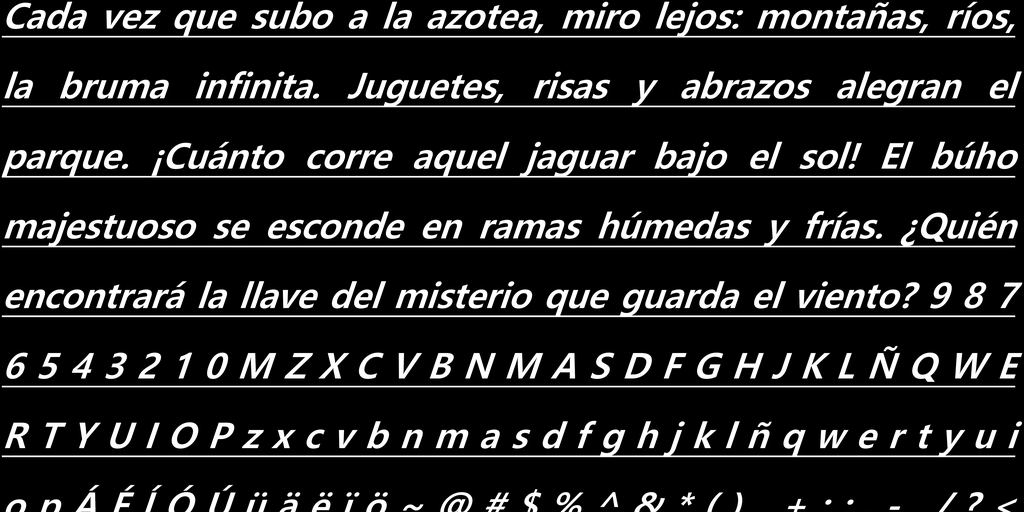 Cada vez que subo a la azotea, miro lejos: montañas, ríos,
la bruma infinita. Juguetes, risas y abrazos alegran el
parque. ¡Cuánto corre aquel jaguar bajo el sol! El búho
majestuoso se esconde en ramas húmedas y frías. ¿Quién
encontrará la llave del misterio que guarda el viento? 9 8 7
6 5 4 3 2 1 0 M Z X C V B N M A S D F G H J K L Ñ Q W E
R T Y U I O P z x c v b n m a s d f g h j k l ñ q w e r t y u i
o p Á É Í Ó Ú ü ä ë ï ö ~ @ # $ % ^ & * ( ) _ + : ; . - , / ? <